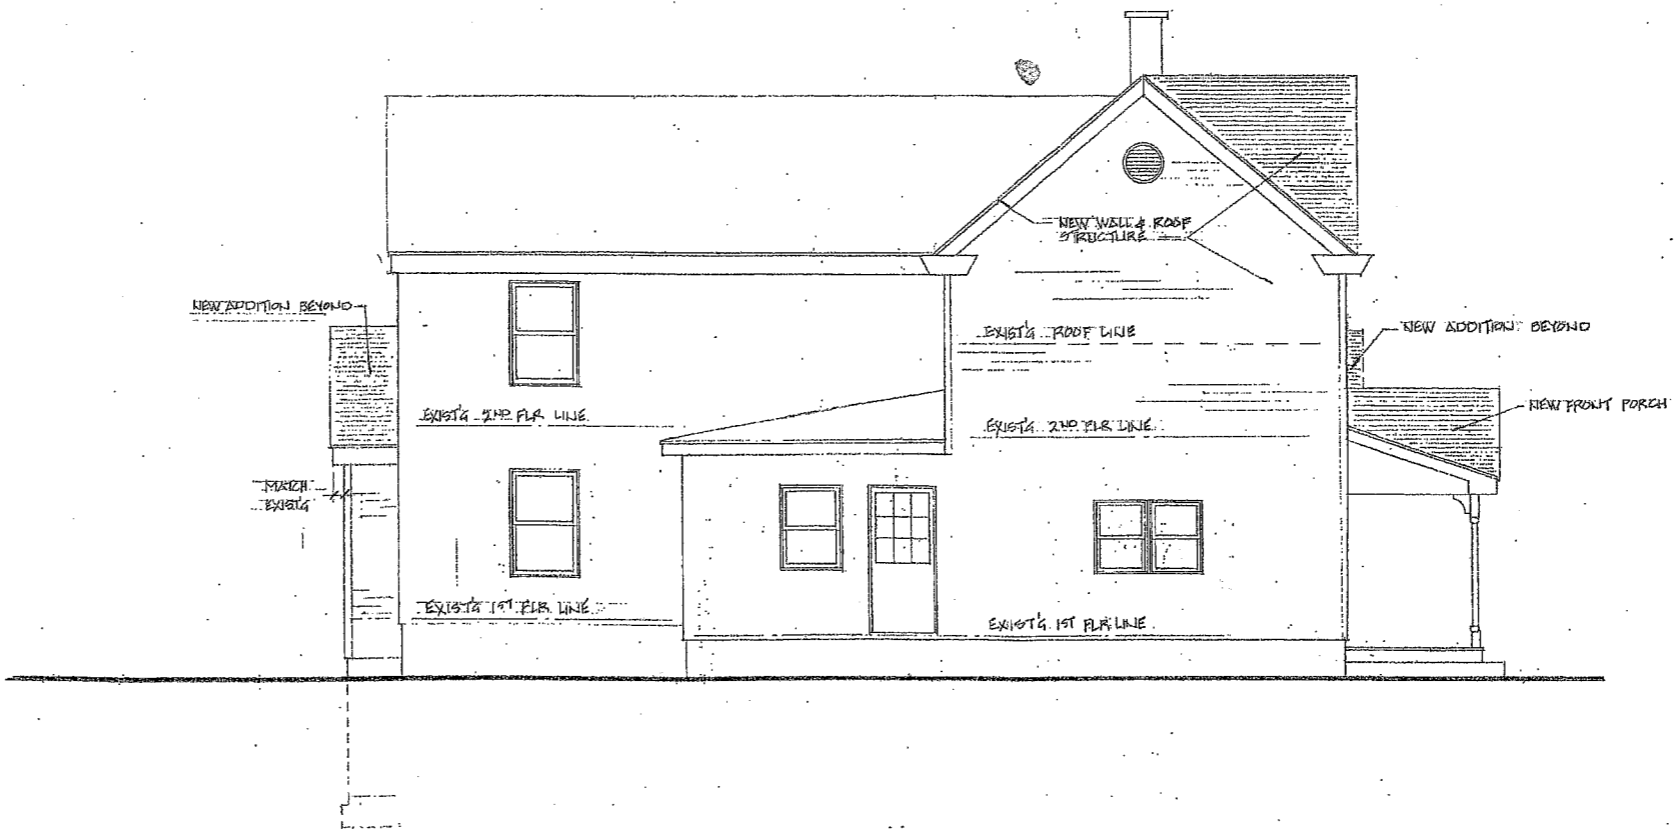 NEW WALL & ROOF
STRUCTURE
NEW ADDITION BEYOND
EXIST'G ROOF LINE
NEW ADDITION BEYOND
NEW FRONT PORCH
EXIST'G 2ND FLR LINE
EXIST'G 2ND FLR LINE
MATCH
EXIST'G
EXIST'G 1ST FLR LINE
EXIST'G 1ST FLR LINE